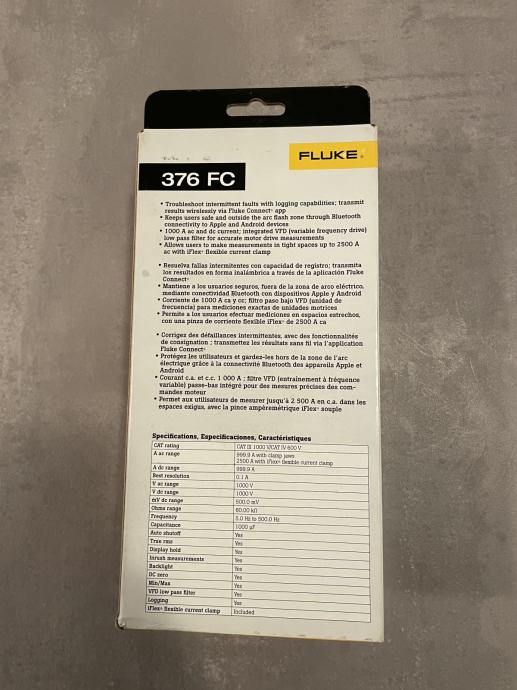 FLUKE®
376 FC
• Troubleshoot intermittent faults with logging capabilities; transmit
results wirelessly via Fluke Connect® app
• Keeps users safe and outside the arc flash zone through Bluetooth
connectivity to Apple and Android devices
• 1000 A ac and dc current; integrated VFD (variable frequency drive)
low pass filter for accurate motor drive measurements
• Allows users to make measurements in tight spaces up to 2500 A
ac with iFlex® flexible current clamp
• Resuelva fallas intermitentes con capacidad de registro; transmita
los resultados en forma inalámbrica a través de la aplicación Fluke
Connect®
• Mantiene a los usuarios seguros, fuera de la zona de arco eléctrico,
mediante conectividad Bluetooth con dispositivos Apple y Android
• Corriente de 1000 A ca y cc; filtro paso bajo VFD (unidad de
frecuencia) para mediciones exactas de unidades motrices
• Permite a los usuarios efectuar mediciones en espacios estrechos,
con una pinza de corriente flexible iFlex® de 2500 A ca
• Corrigez des défaillances intermittentes, avec des fonctionnalités
de consignation ; transmettez les résultats sans fil via l'application
Fluke Connect®
• Protégez les utilisateurs et gardez-les hors de la zone de l'arc
électrique grâce à la connectivité Bluetooth des appareils Apple et
Android
• Courant c.a. et c.c. 1 000 A ; filtre VFD (entraînement à fréquence
variable) passe-bas intégré pour des mesures précises des com-
mandes moteur
• Permet aux utilisateurs de mesurer jusqu'à 2 500 A en c.a. dans les
espaces exigus, avec la pince ampèremétrique iFlex® souple
Specifications, Especificaciones, Caractéristiques
CAT rating CAT III 1000 V/CAT IV 600 V
A ac range 999.9 A with clamp jaws
2500 A with iFlex® flexible current clamp
A dc range 999.9 A
Best resolution 0.1 A
V ac range 1000 V
V dc range 1000 V
mV dc range 500.0 mV
Ohms range 60.00 kΩ
Frequency 5.0 Hz to 500.0 Hz
Capacitance 1000 µF
Auto shutoff Yes
True rms Yes
Display hold Yes
Inrush measurements Yes
Backlight Yes
DC zero Yes
Min/Max Yes
VFD low pass filter Yes
Logging Yes
iFlex® flexible current clamp Included